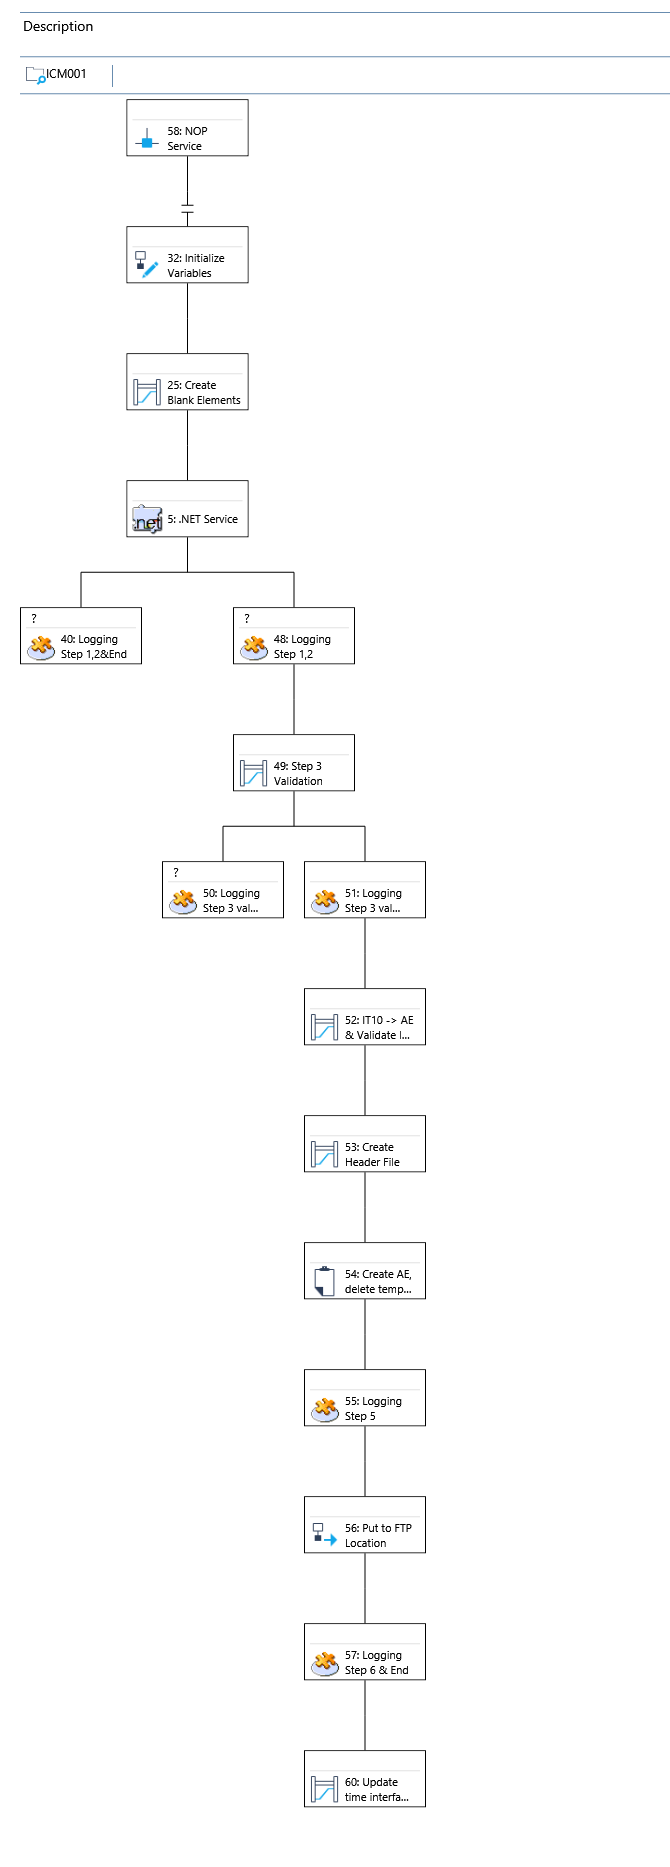 Description
ICM001
58: NOP
Service
32: Initialize
Variables
25: Create
Blank Elements
.net
5: .NET Service
?
40: Logging
Step 1,2&End
?
48: Logging
Step 1,2
49: Step 3
Validation
?
50: Logging
Step 3 val...
51: Logging
Step 3 val...
52: IT10 -> AE
& Validate I...
53: Create
Header File
54: Create AE,
delete temp...
55: Logging
Step 5
56: Put to FTP
Location
57: Logging
Step 6 & End
60: Update
time interfa...